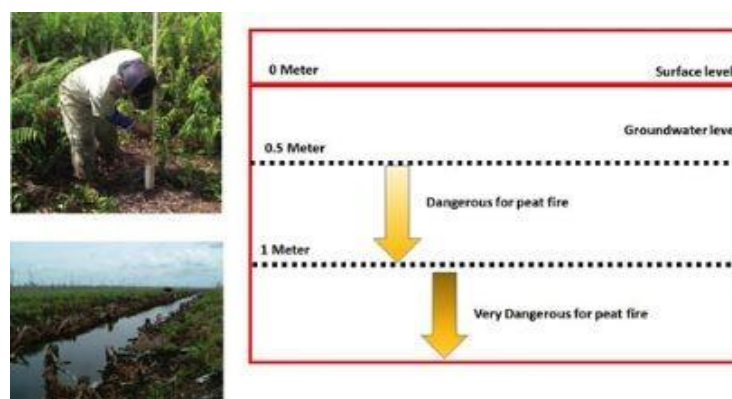 0 Meter
Surface level
Groundwater leve
0.5 Meter
Dangerous for peat fire
1 Meter
Very Dangerous for peat fire